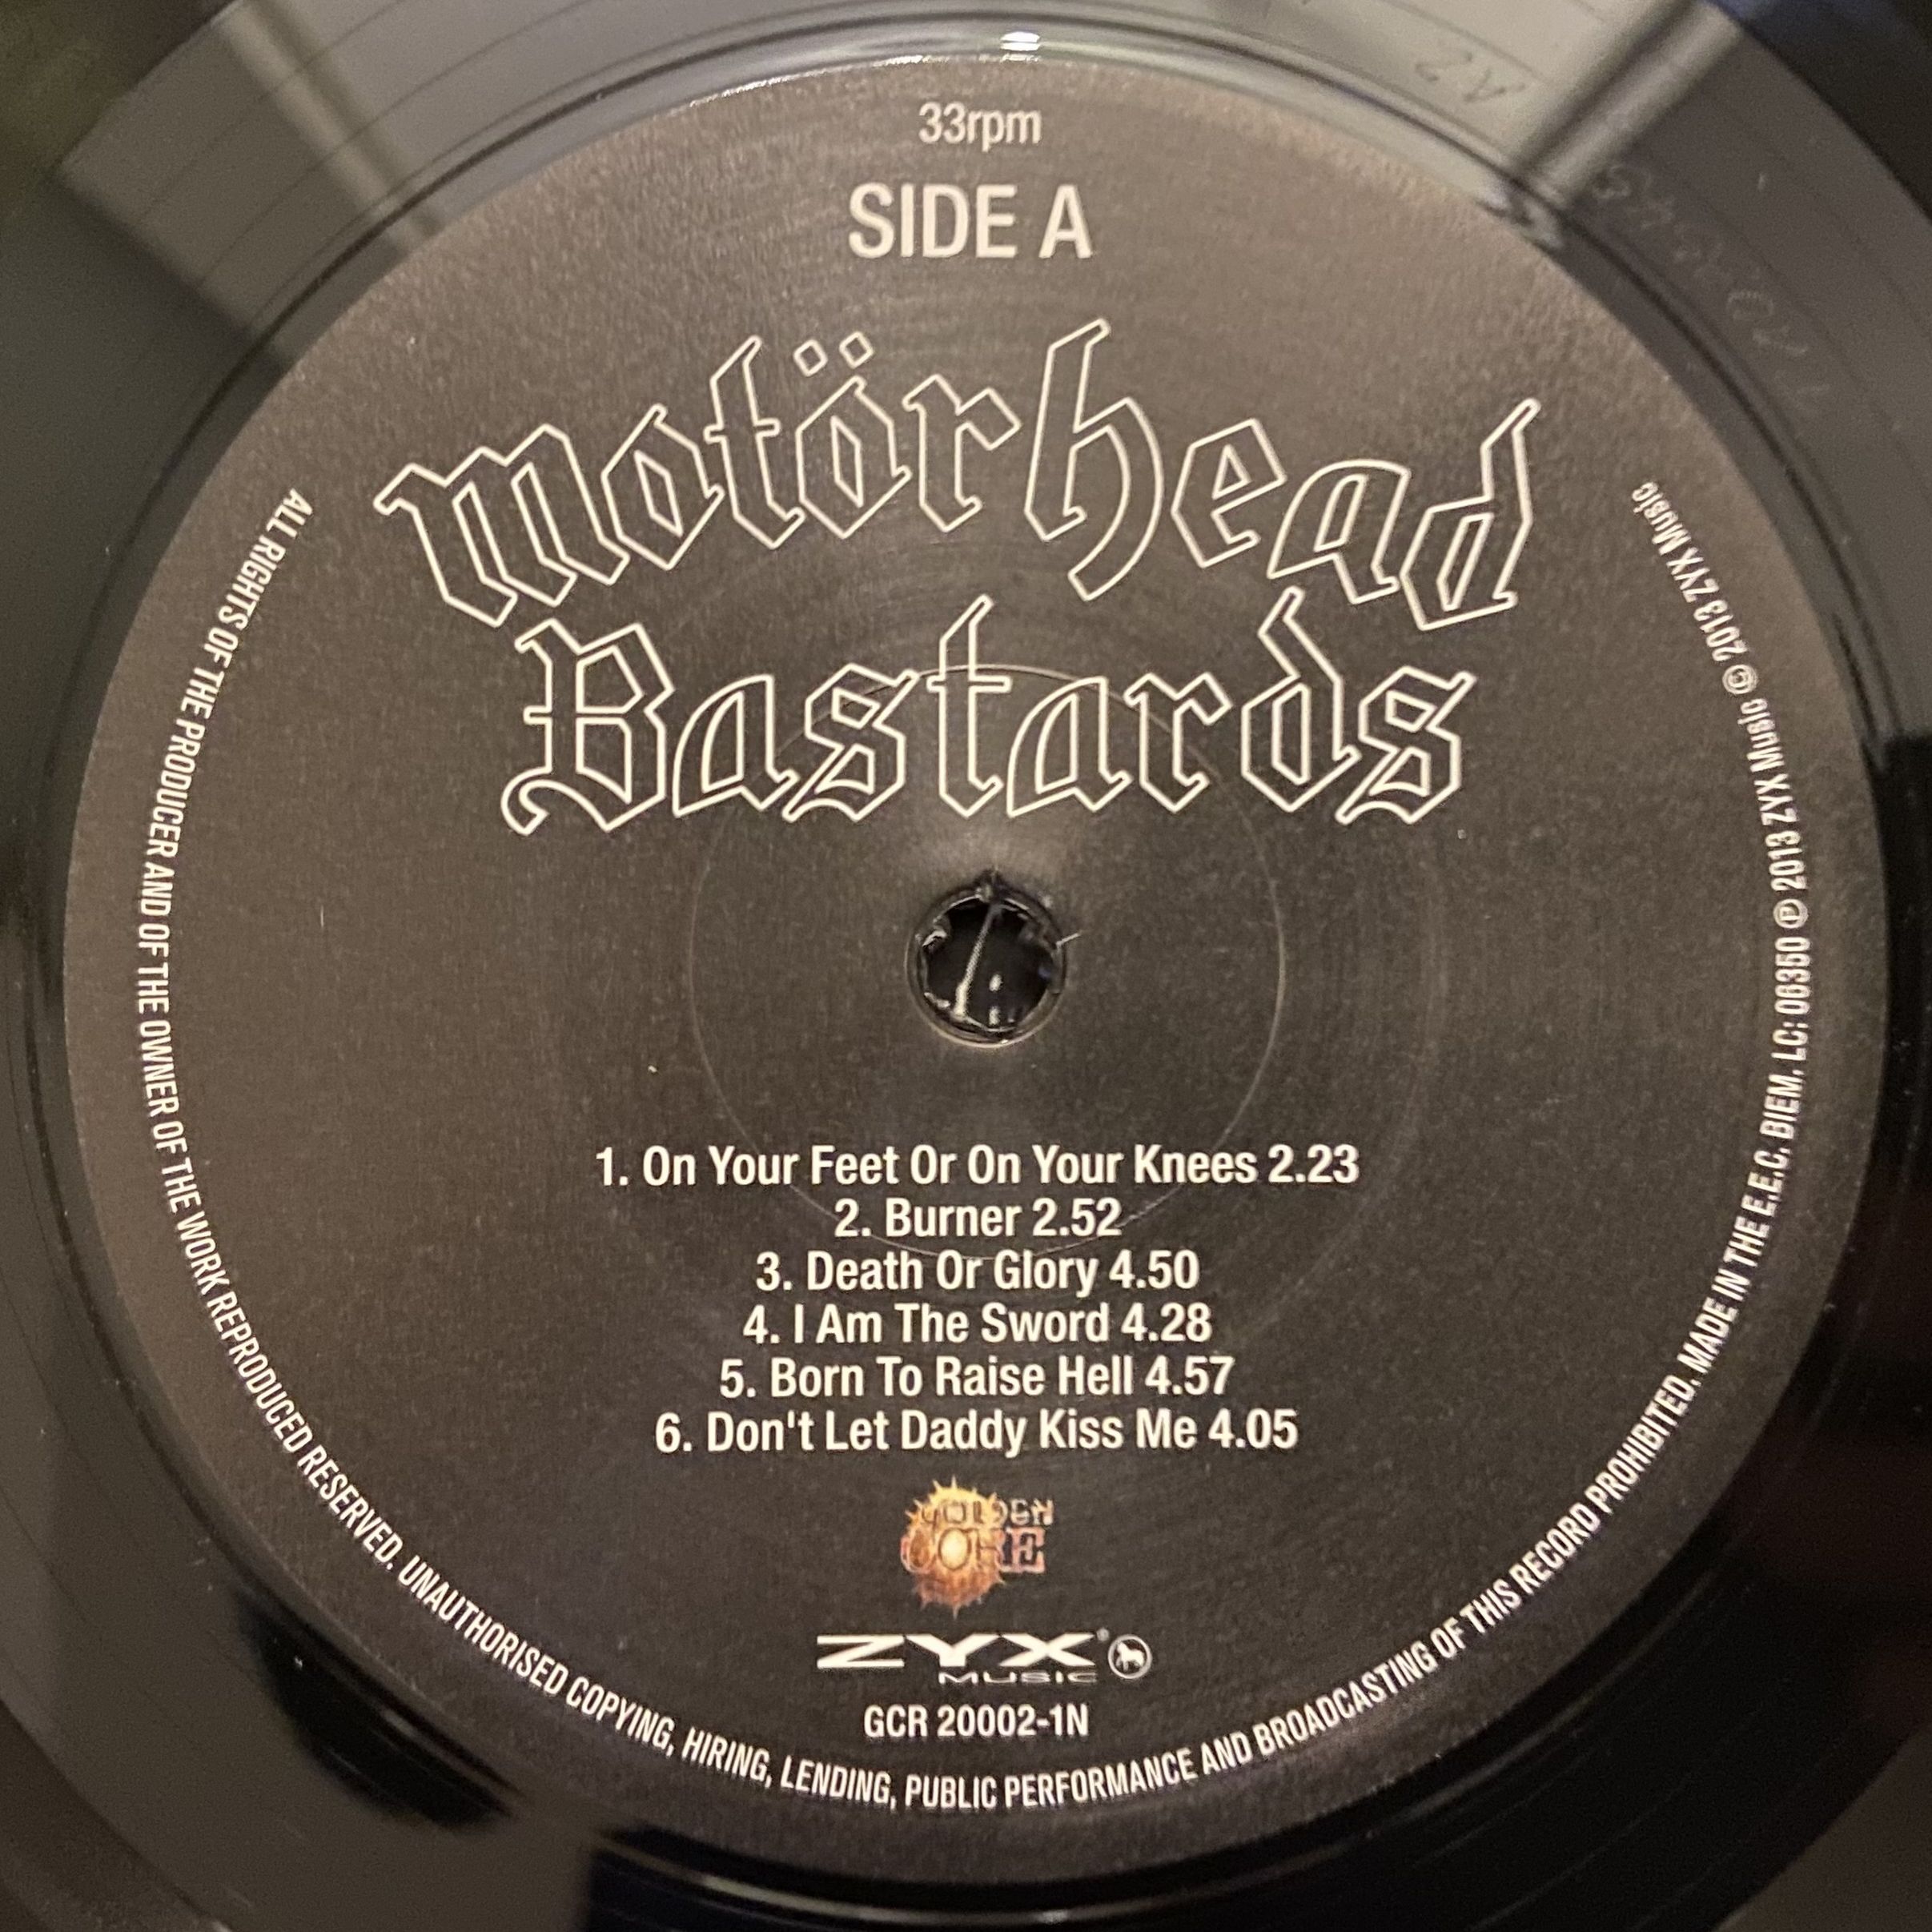 33rpm
SIDE A
Motörhead
Bastards
1. On Your Feet Or On Your Knees 2.23
2. Burner 2.52
3. Death Or Glory 4.50
4. I Am The Sword 4.28
5. Born To Raise Hell 4.57
6. Don't Let Daddy Kiss Me 4.05
GOLDEN
CORE
ZYX
MUSIC
GCR 20002-1N
ALL RIGHTS OF THE PRODUCER AND OF THE OWNER OF THE WORK REPRODUCED RESERVED. UNAUTHORISED COPYING, HIRING, LENDING, PUBLIC PERFORMANCE AND BROADCASTING OF THIS RECORD PROHIBITED. MADE IN THE E.E.C, BIEM, LC: 06350 ℗ 2013 ZYX Music © 2013 ZYX Music